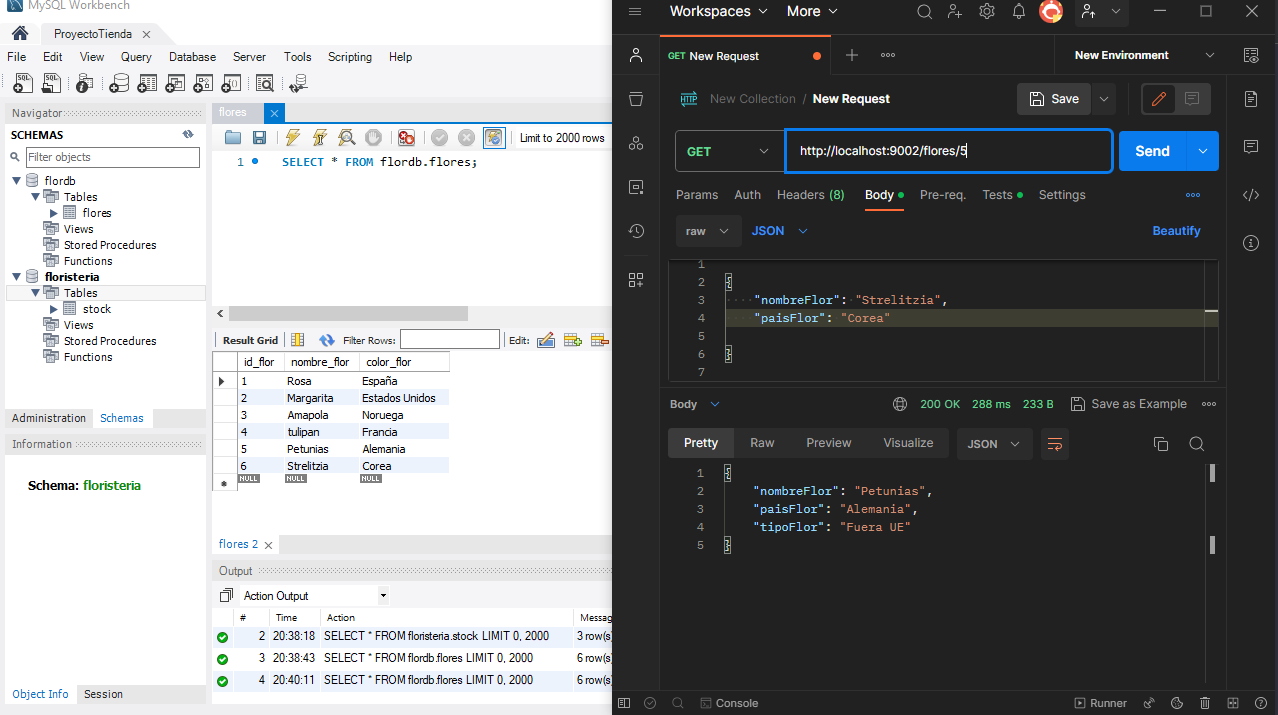 MySQL Workbench
ProyectoTienda
File Edit View Query Database Server Tools Scripting Help
Navigator
SCHEMAS
Filter objects
flordb
Tables
flores
Views
Stored Procedures
Functions
floristeria
Tables
stock
Views
Stored Procedures
Functions
Administration Schemas
Information
Schema: floristeria
Object Info Session
flores
Limit to 2000 rows
1 SELECT * FROM flordb.flores;
Result Grid Filter Rows: Edit:
id_flor nombre_flor color_flor
1 Rosa España
2 Margarita Estados Unidos
3 Amapola Noruega
4 tulipan Francia
5 Petunias Alemania
6 Strelitzia Corea
NULL NULL NULL
flores 2
Output
Action Output
# Time Action Messag
2 20:38:18 SELECT * FROM floristeria.stock LIMIT 0, 2000 3 row(s)
3 20:38:43 SELECT * FROM flordb.flores LIMIT 0, 2000 6 row(s)
4 20:40:11 SELECT * FROM flordb.flores LIMIT 0, 2000 6 row(s)
Workspaces More
GET New Request
New Environment
HTTP New Collection / New Request
Save
GET http://localhost:9002/flores/5 Send
Params Auth Headers (8) Body Pre-req. Tests Settings
raw JSON Beautify
1
2 {
3 "nombreFlor": "Strelitzia",
4 "paisFlor": "Corea"
5
6 }
7
Body 200 OK 288 ms 233 B Save as Example
Pretty Raw Preview Visualize JSON
1 {
2 "nombreFlor": "Petunias",
3 "paisFlor": "Alemania",
4 "tipoFlor": "Fuera UE"
5 }
Console Runner